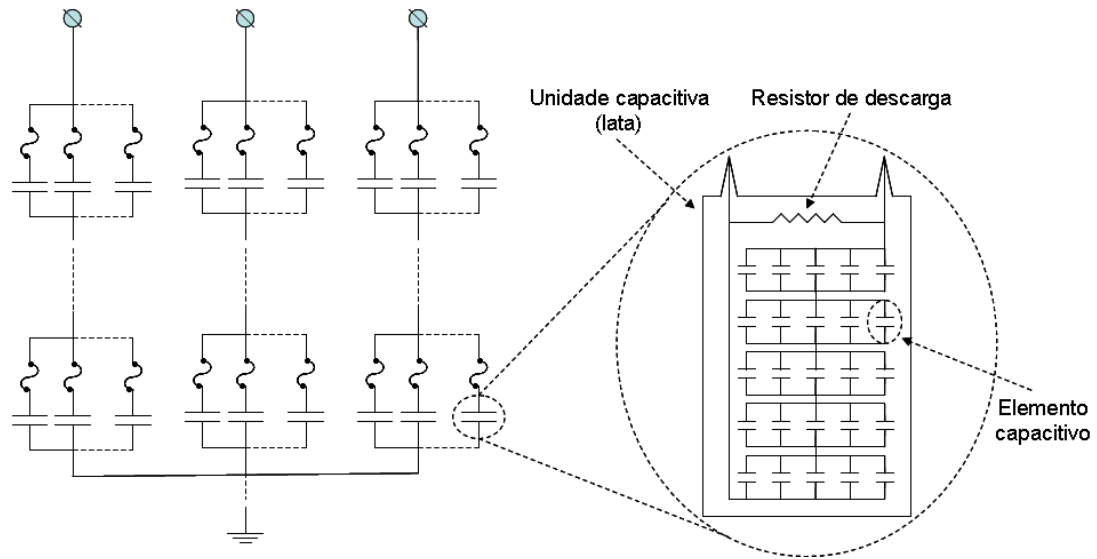 Unidade capacitiva
(lata)
Resistor de descarga
Elemento
capacitivo